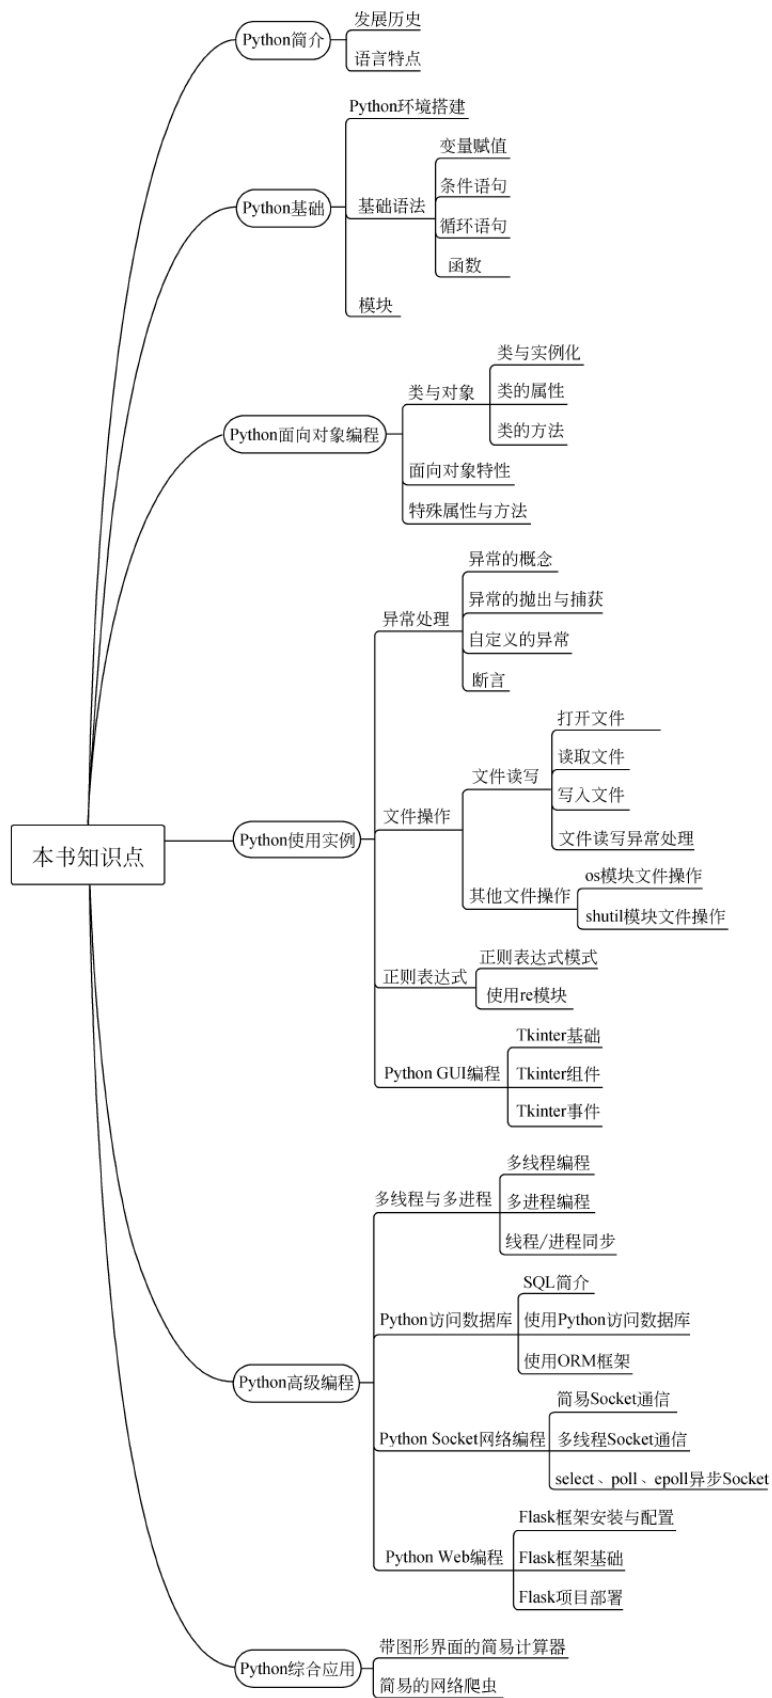 发展历史
Python简介
语言特点
Python环境搭建
变量赋值
条件语句
Python基础
基础语法
循环语句
函数
模块
类与实例化
类与对象
类的属性
类的方法
Python面向对象编程
面向对象特性
特殊属性与方法
异常的概念
异常的抛出与捕获
异常处理
自定义的异常
断言
打开文件
读取文件
文件读写
写入文件
文件操作
文件读写异常处理
Python使用实例
本书知识点
os模块文件操作
其他文件操作
shutil模块文件操作
正则表达式模式
正则表达式
使用re模块
Tkinter基础
Python GUI编程
Tkinter组件
Tkinter事件
多线程编程
多线程与多进程
多进程编程
线程/进程同步
SQL简介
Python访问数据库
使用Python访问数据库
使用ORM框架
Python高级编程
简易Socket通信
Python Socket网络编程
多线程Socket通信
select、poll、epoll异步Socket
Flask框架安装与配置
Python Web编程
Flask框架基础
Flask项目部署
带图形界面的简易计算器
Python综合应用
简易的网络爬虫